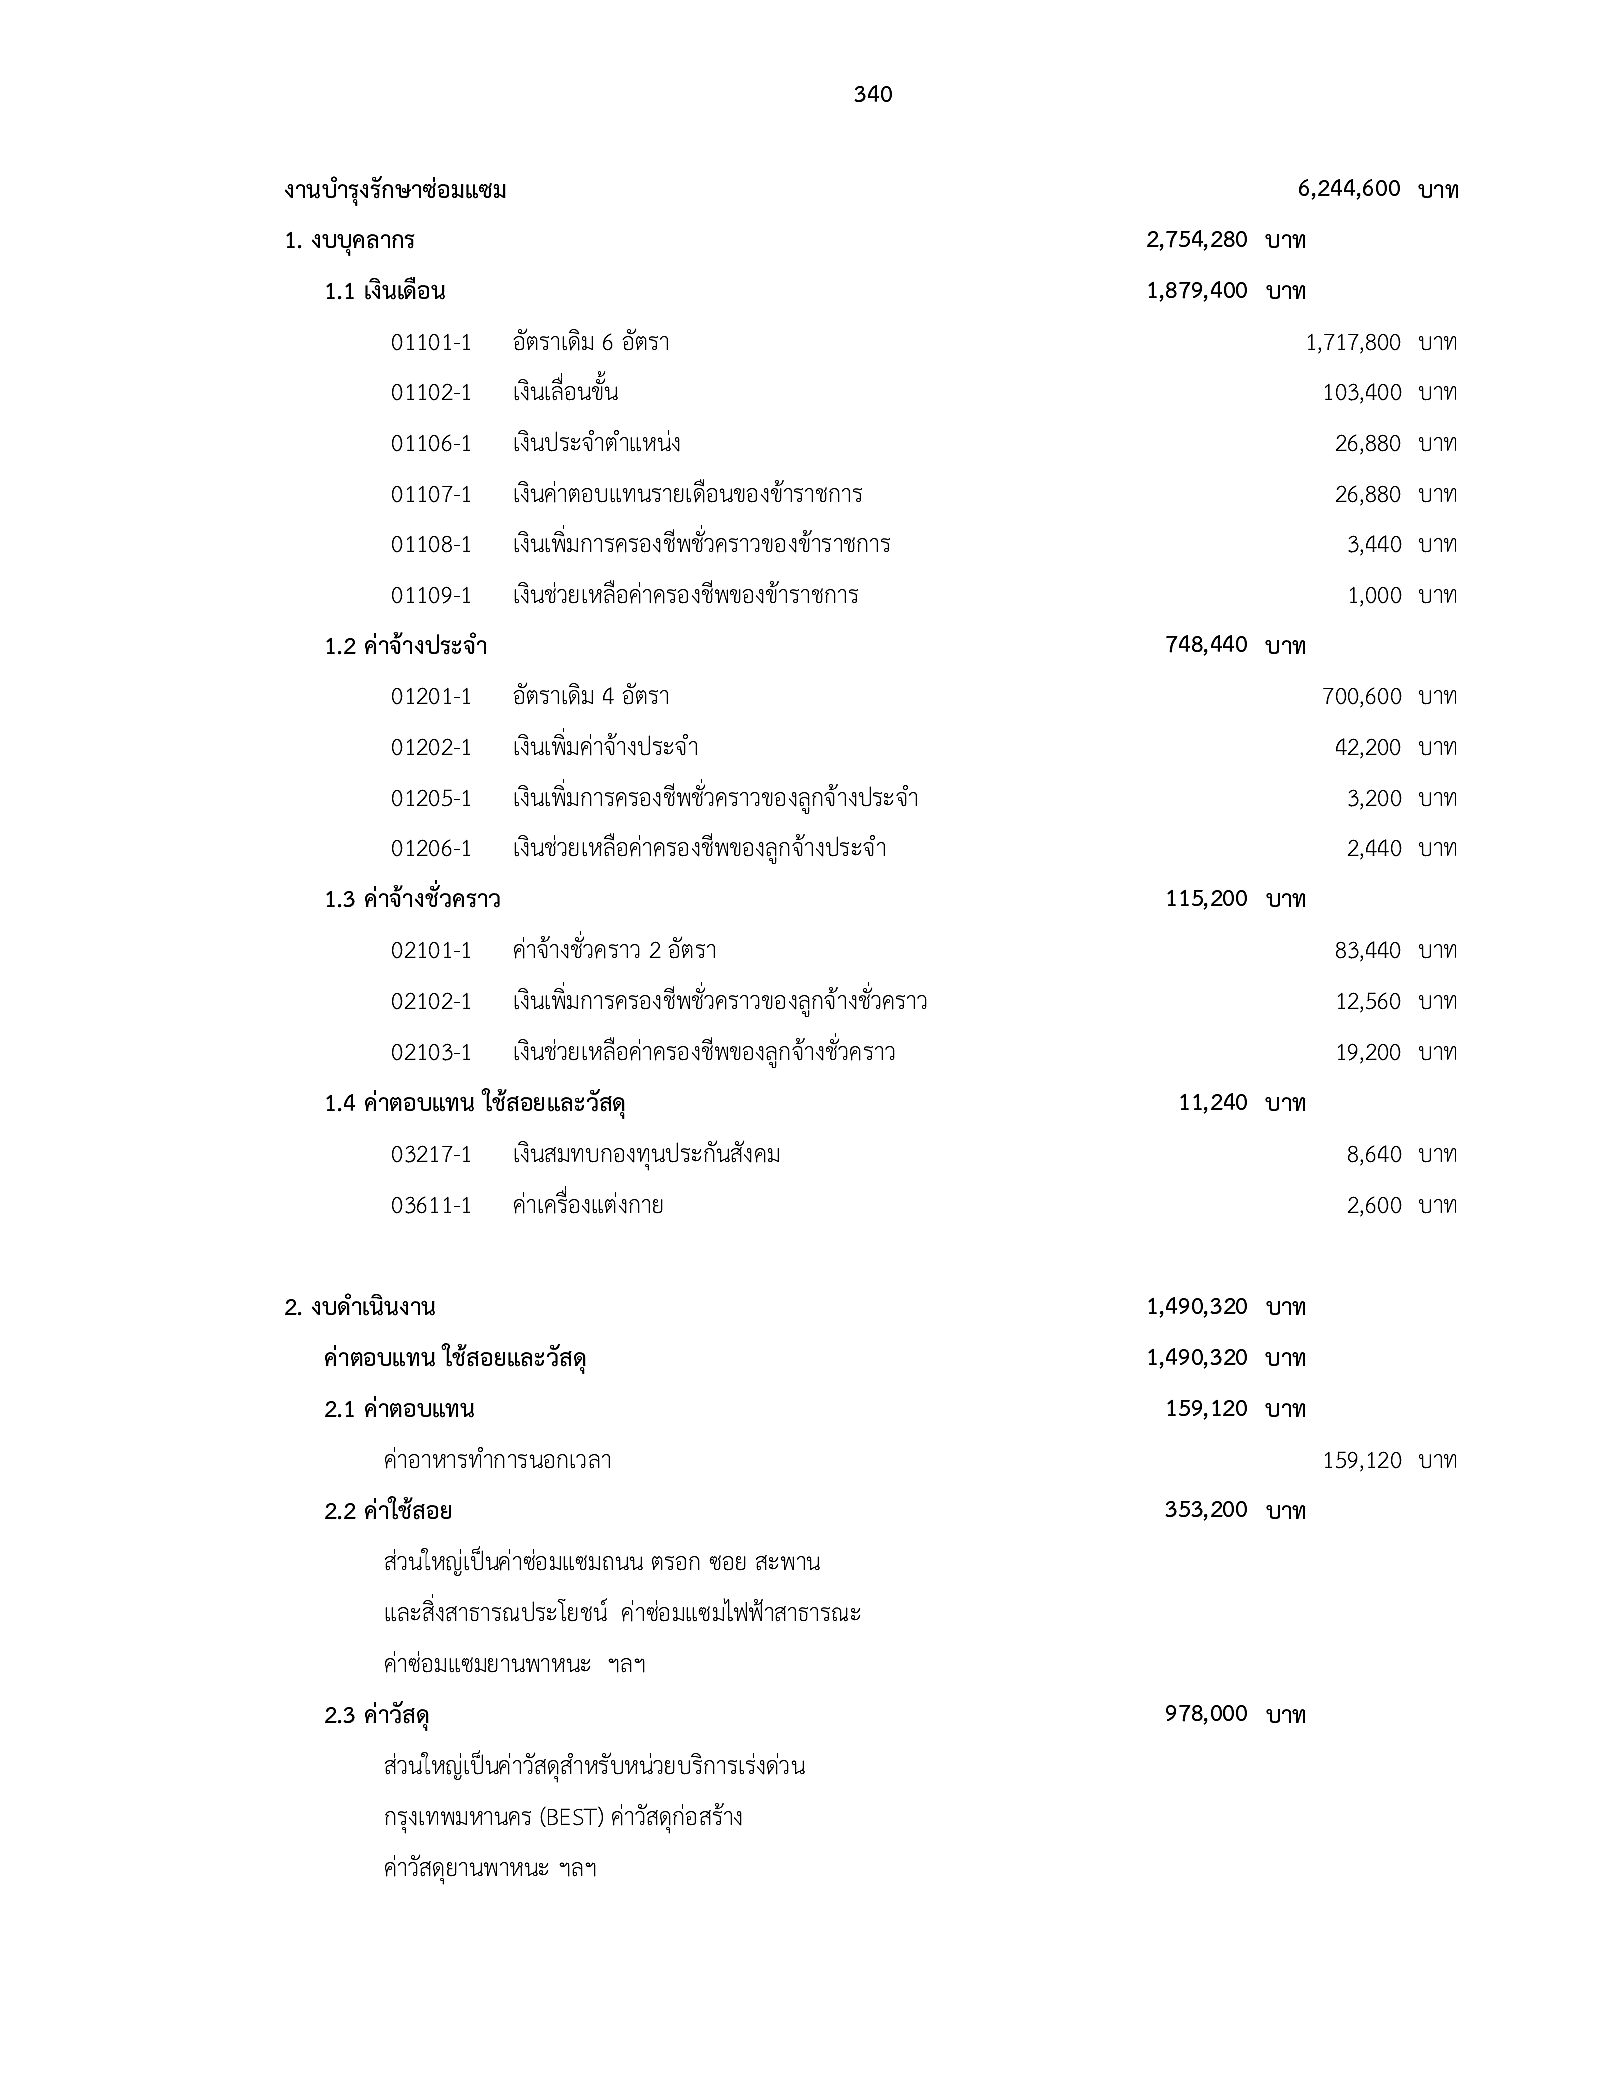 340
งานบำรุงรักษาซ่อมแซม 6,244,600 บาท
1. งบบุคลากร 2,754,280 บาท
1.1 เงินเดือน 1,879,400 บาท
01101-1 อัตราเดิม 6 อัตรา 1,717,800 บาท
01102-1 เงินเลื่อนขั้น 103,400 บาท
01106-1 เงินประจำตำแหน่ง 26,880 บาท
01107-1 เงินค่าตอบแทนรายเดือนของข้าราชการ 26,880 บาท
01108-1 เงินเพิ่มการครองชีพชั่วคราวของข้าราชการ 3,440 บาท
01109-1 เงินช่วยเหลือค่าครองชีพของข้าราชการ 1,000 บาท
1.2 ค่าจ้างประจำ 748,440 บาท
01201-1 อัตราเดิม 4 อัตรา 700,600 บาท
01202-1 เงินเพิ่มค่าจ้างประจำ 42,200 บาท
01205-1 เงินเพิ่มการครองชีพชั่วคราวของลูกจ้างประจำ 3,200 บาท
01206-1 เงินช่วยเหลือค่าครองชีพของลูกจ้างประจำ 2,440 บาท
1.3 ค่าจ้างชั่วคราว 115,200 บาท
02101-1 ค่าจ้างชั่วคราว 2 อัตรา 83,440 บาท
02102-1 เงินเพิ่มการครองชีพชั่วคราวของลูกจ้างชั่วคราว 12,560 บาท
02103-1 เงินช่วยเหลือค่าครองชีพของลูกจ้างชั่วคราว 19,200 บาท
1.4 ค่าตอบแทน ใช้สอยและวัสดุ 11,240 บาท
03217-1 เงินสมทบกองทุนประกันสังคม 8,640 บาท
03611-1 ค่าเครื่องแต่งกาย 2,600 บาท
2. งบดำเนินงาน 1,490,320 บาท
ค่าตอบแทน ใช้สอยและวัสดุ 1,490,320 บาท
2.1 ค่าตอบแทน 159,120 บาท
ค่าอาหารทำการนอกเวลา 159,120 บาท
2.2 ค่าใช้สอย 353,200 บาท
ส่วนใหญ่เป็นค่าซ่อมแซมถนน ตรอก ซอย สะพาน
และสิ่งสาธารณประโยชน์ ค่าซ่อมแซมไฟฟ้าสาธารณะ
ค่าซ่อมแซมยานพาหนะ ฯลฯ
2.3 ค่าวัสดุ 978,000 บาท
ส่วนใหญ่เป็นค่าวัสดุสำหรับหน่วยบริการเร่งด่วน
กรุงเทพมหานคร (BEST) ค่าวัสดุก่อสร้าง
ค่าวัสดุยานพาหนะ ฯลฯ